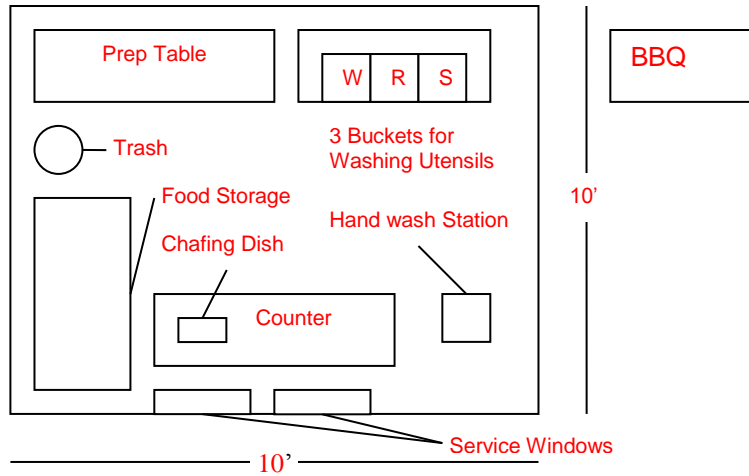 Prep Table
W R S
BBQ
3 Buckets for
Washing Utensils
Trash
Food Storage
10’
Hand wash Station
Chafing Dish
Counter
Service Windows
10’